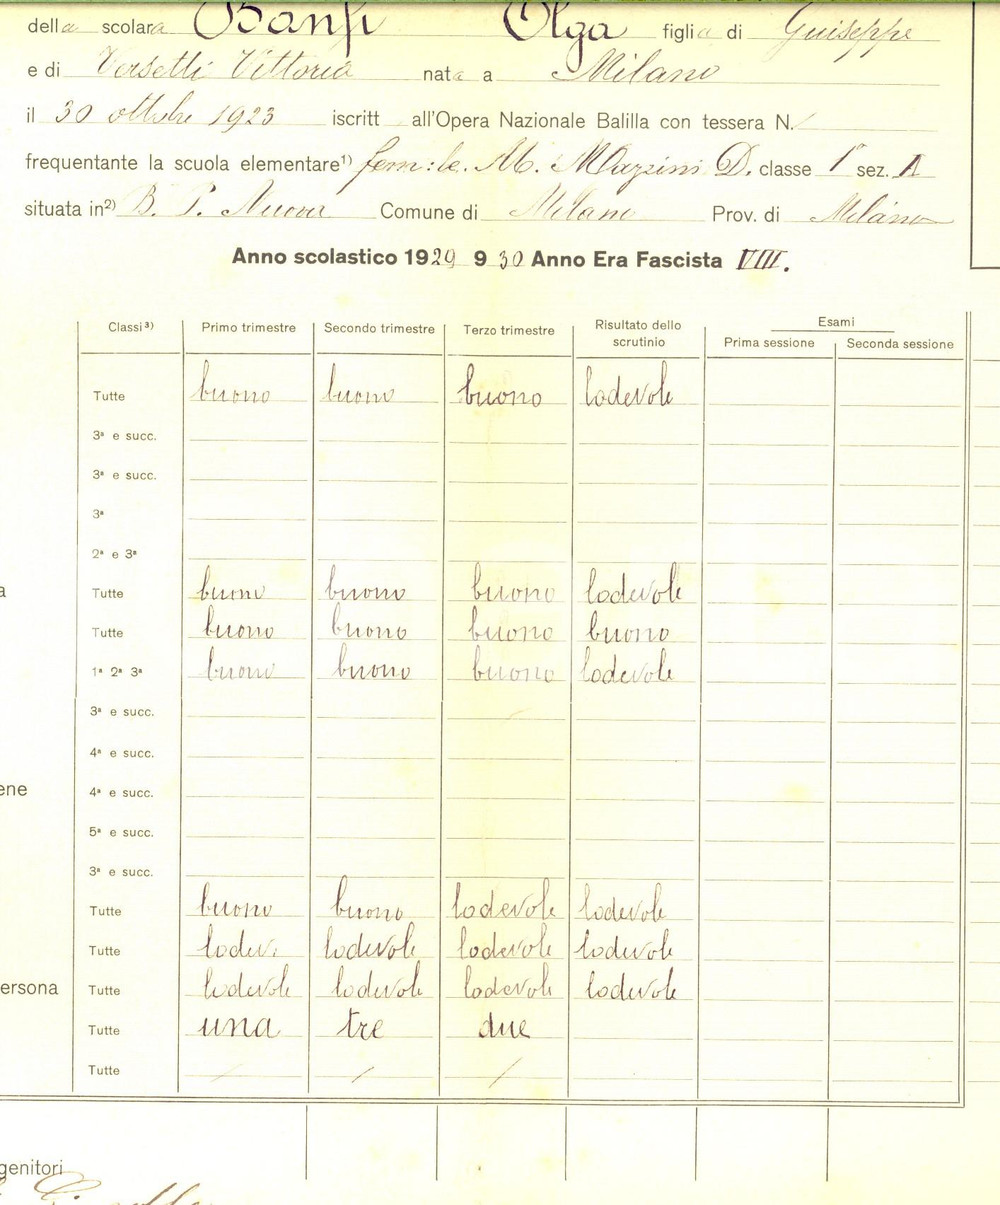 della scolara Banfi Olga figlia di Guiseppe
e di Versetti Vittoria nata a Milano
il 30 ottobre 1923 iscritt all'Opera Nazionale Balilla con tessera N. /
frequentante la scuola elementare¹) fem:le. M. Mazzini D. classe 1ª sez. A
situata in²) B. P. Nuova Comune di Milano Prov. di Milano
Anno scolastico 1929 9 30 Anno Era Fascista VIII.
Classi³) Primo trimestre Secondo trimestre Terzo trimestre Risultato dello scrutinio Esami
Prima sessione Seconda sessione
Tutte buono buono buono lodevole
3ª e succ.
3ª e succ.
3ª
2ª e 3ª
a Tutte buono buono buono lodevole
Tutte buono buono buono buono
1ª 2ª 3ª buono buono buono lodevole
3ª e succ.
4ª e succ.
ene 4ª e succ.
5ª e succ.
3ª e succ.
Tutte buono buono lodevole lodevole
Tutte lodev. lodevole lodevole lodevole
ersona Tutte lodevole lodevole lodevole lodevole
Tutte una tre due
Tutte / / /
genitori